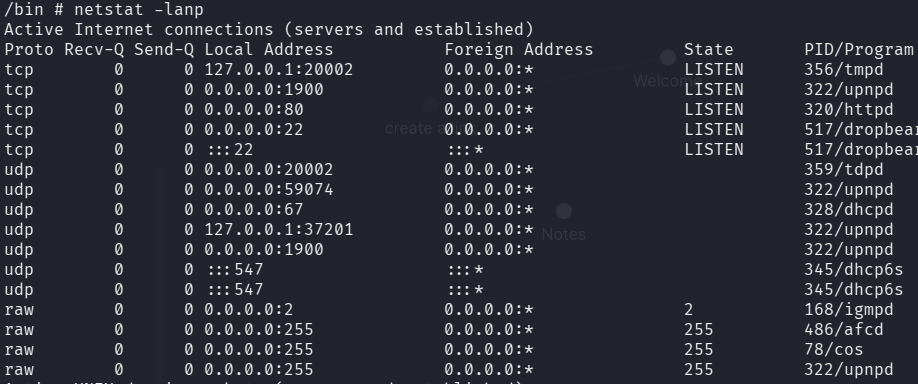 /bin # netstat -lanp
Active Internet connections (servers and established)
Proto Recv-Q Send-Q Local Address Foreign Address State PID/Program
tcp 0 0 127.0.0.1:20002 0.0.0.0:* LISTEN 356/tmpd
tcp 0 0 0.0.0.0:1900 0.0.0.0:* LISTEN 322/upnpd
tcp 0 0 0.0.0.0:80 0.0.0.0:* LISTEN 320/httpd
tcp 0 0 0.0.0.0:22 0.0.0.0:* LISTEN 517/dropbear
tcp 0 0 :::22 :::* LISTEN 517/dropbear
udp 0 0 0.0.0.0:20002 0.0.0.0:* 359/tdpd
udp 0 0 0.0.0.0:59074 0.0.0.0:* 322/upnpd
udp 0 0 0.0.0.0:67 0.0.0.0:* 328/dhcpd
udp 0 0 127.0.0.1:37201 0.0.0.0:* 322/upnpd
udp 0 0 0.0.0.0:1900 0.0.0.0:* 322/upnpd
udp 0 0 :::547 :::* 345/dhcp6s
udp 0 0 :::547 :::* 345/dhcp6s
raw 0 0 0.0.0.0:2 0.0.0.0:* 2 168/igmpd
raw 0 0 0.0.0.0:255 0.0.0.0:* 255 486/afcd
raw 0 0 0.0.0.0:255 0.0.0.0:* 255 78/cos
raw 0 0 0.0.0.0:255 0.0.0.0:* 255 322/upnpd
Welcome
create a
Notes